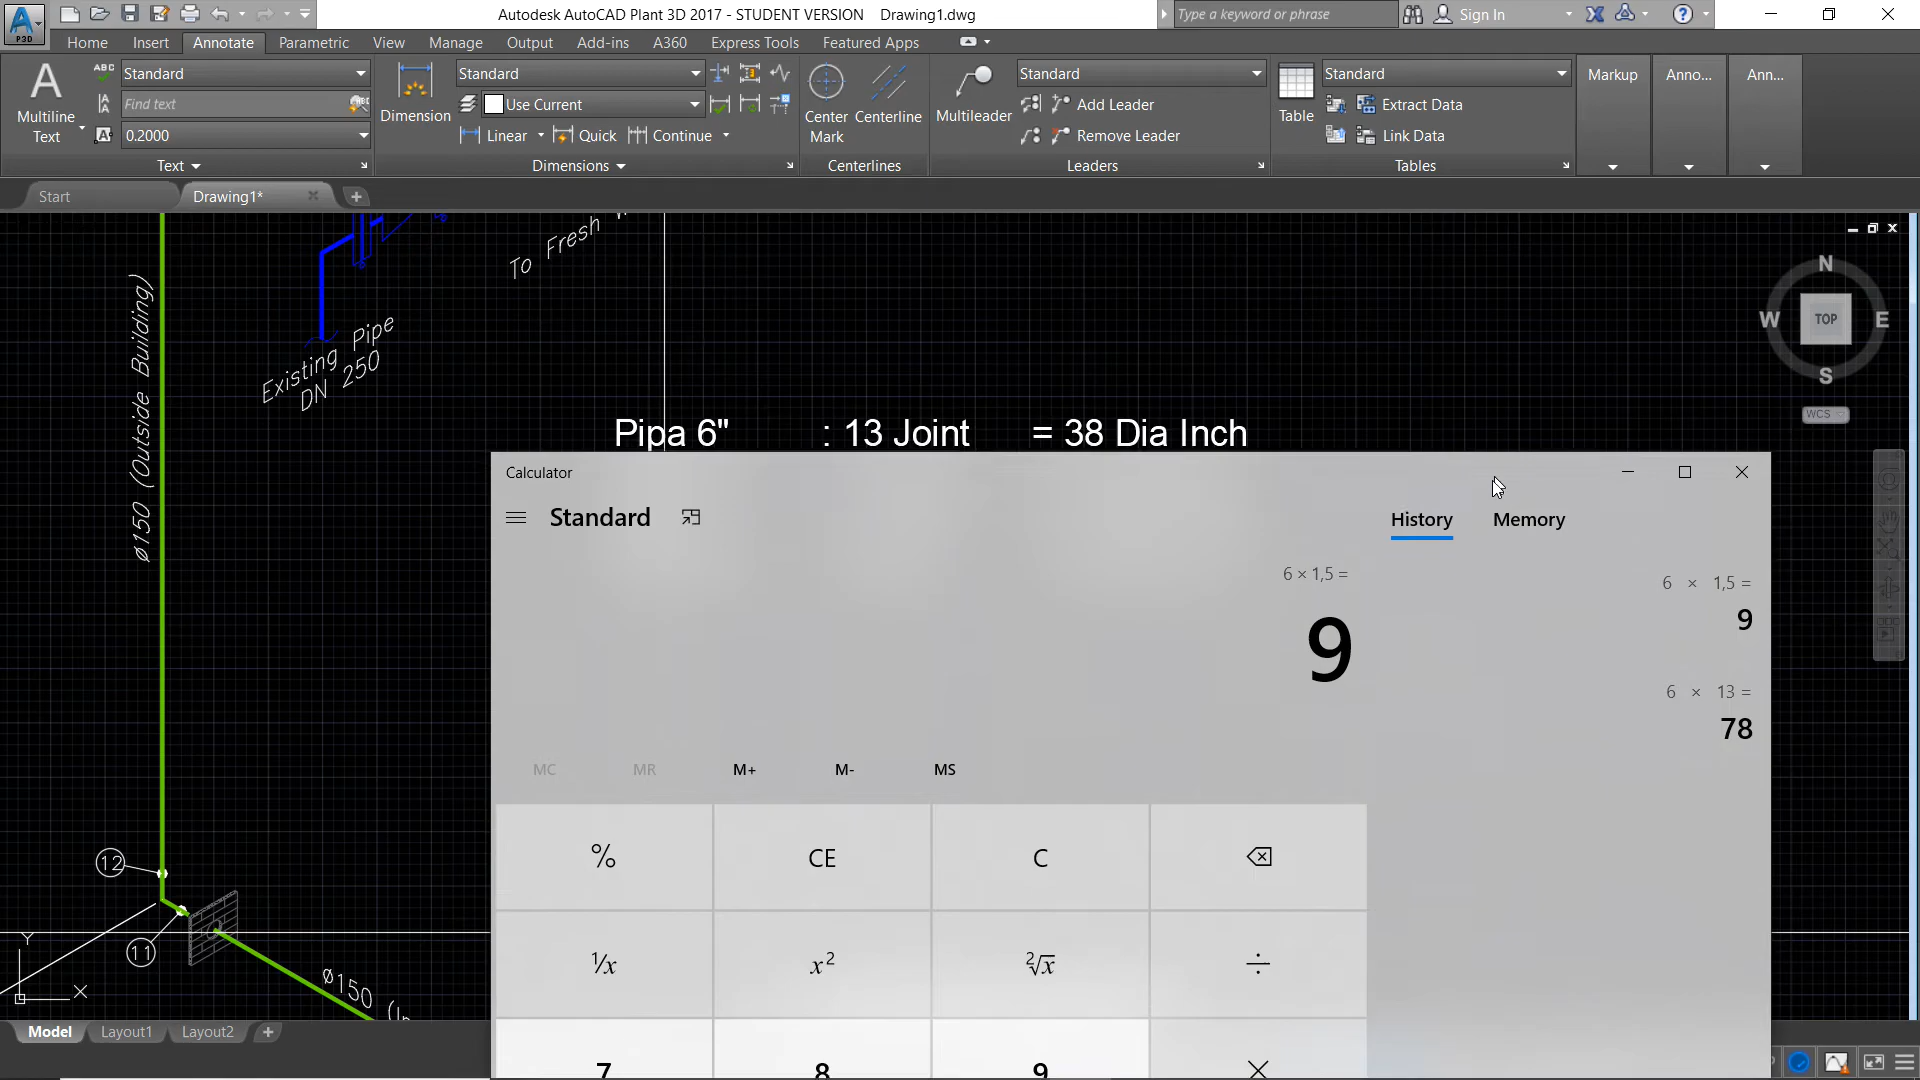 Autodesk AutoCAD Plant 3D 2017 - STUDENT VERSION Drawing1.dwg
Type a keyword or phrase
Sign In
P3D
Home Insert Annotate Parametric View Manage Output Add-ins A360 Express Tools Featured Apps
Multiline Text
ABC
Standard
Find text
0.2000
Text
Dimension
Standard
Use Current
Linear Quick Continue
Dimensions
Center Mark
Centerline
Centerlines
Multileader
Standard
Add Leader
Remove Leader
Leaders
Table
Standard
Extract Data
Link Data
Tables
Markup
Anno...
Ann...
Start Drawing1*
ø150 (Outside Building)
To Fresh
Existing Pipe
DN 250
N
W TOP E
S
WCS
Pipa 6" : 13 Joint = 38 Dia Inch
Calculator
Standard
History Memory
6 × 1,5 =
9
6 × 1,5 =
9
6 × 13 =
78
MC MR M+ M- MS
% CE C
¹/x x² ²√x ÷
7 8 9 ×
12
11
ø150
Y
X
Model Layout1 Layout2